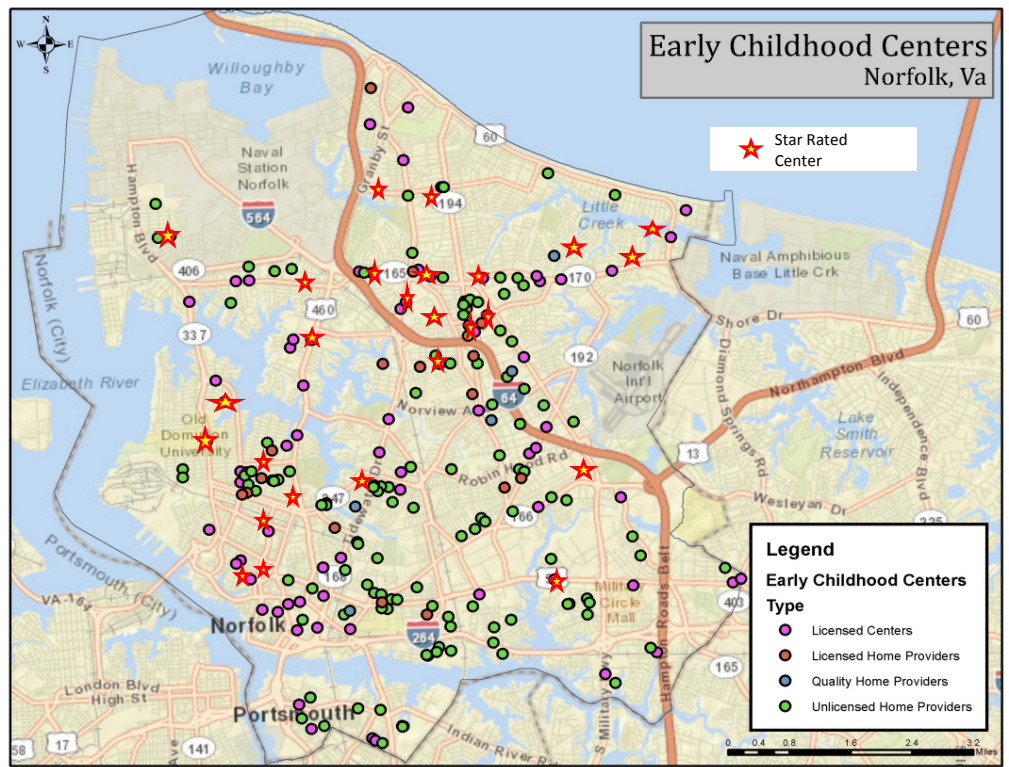 N
W E
S
Early Childhood Centers
Norfolk, Va
Star Rated
Center
Willoughby
Bay
Granby St
60
Naval
Station
Norfolk
Hampton Blvd
564
194
Little
Creek
Naval Amphibious
Base Little Crk
406
165
170
Norfolk (City)
460
337
Shore Dr
60
192
Norfolk
Int'l
Airport
Northampton Blvd
Elizabeth River
64
Diamond Springs Rd
Independence Blvd
Norview A
Old
Dominion
University
Lake
Smith
Reservoir
13
Robin Hood Rd
Wesleyan Dr
247
Tidewater Dr
166
225
Portsmouth (City)
Hampton Roads Belt
168
VA 164
Military
Circle
Mall
403
Norfolk
264
165
London Blvd
High St
S Military Hwy
Portsmouth
58
17
141
Ave
Indian River Rd
Legend
Early Childhood Centers
Type
Licensed Centers
Licensed Home Providers
Quality Home Providers
Unlicensed Home Providers
0 0.4 0.8 1.6 2.4 3.2
Miles